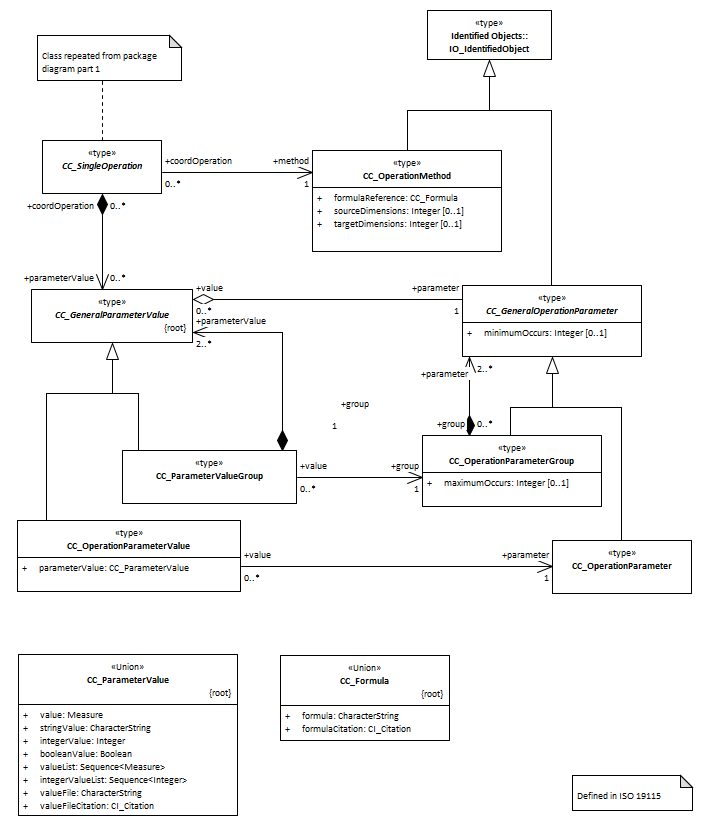 «type»
Identified Objects::
IO_IdentifiedObject
Class repeated from package
diagram part 1
«type»
CC_SingleOperation
+coordOperation
0..*
+method
1
«type»
CC_OperationMethod
+ formulaReference: CC_Formula
+ sourceDimensions: Integer [0..1]
+ targetDimensions: Integer [0..1]
+coordOperation
0..*
+parameterValue
0..*
«type»
CC_GeneralParameterValue
{root}
+value
0..*
+parameter
1
«type»
CC_GeneralOperationParameter
+ minimumOccurs: Integer [0..1]
+parameterValue
2..*
+parameter
2..*
+group
1
+group
0..*
«type»
CC_ParameterValueGroup
+value
0..*
+group
1
«type»
CC_OperationParameterGroup
+ maximumOccurs: Integer [0..1]
«type»
CC_OperationParameterValue
+ parameterValue: CC_ParameterValue
+value
0..*
+parameter
1
«type»
CC_OperationParameter
«Union»
CC_ParameterValue
{root}
+ value: Measure
+ stringValue: CharacterString
+ integerValue: Integer
+ booleanValue: Boolean
+ valueList: Sequence<Measure>
+ integerValueList: Sequence<Integer>
+ valueFile: CharacterString
+ valueFileCitation: CI_Citation
«Union»
CC_Formula
{root}
+ formula: CharacterString
+ formulaCitation: CI_Citation
Defined in ISO 19115